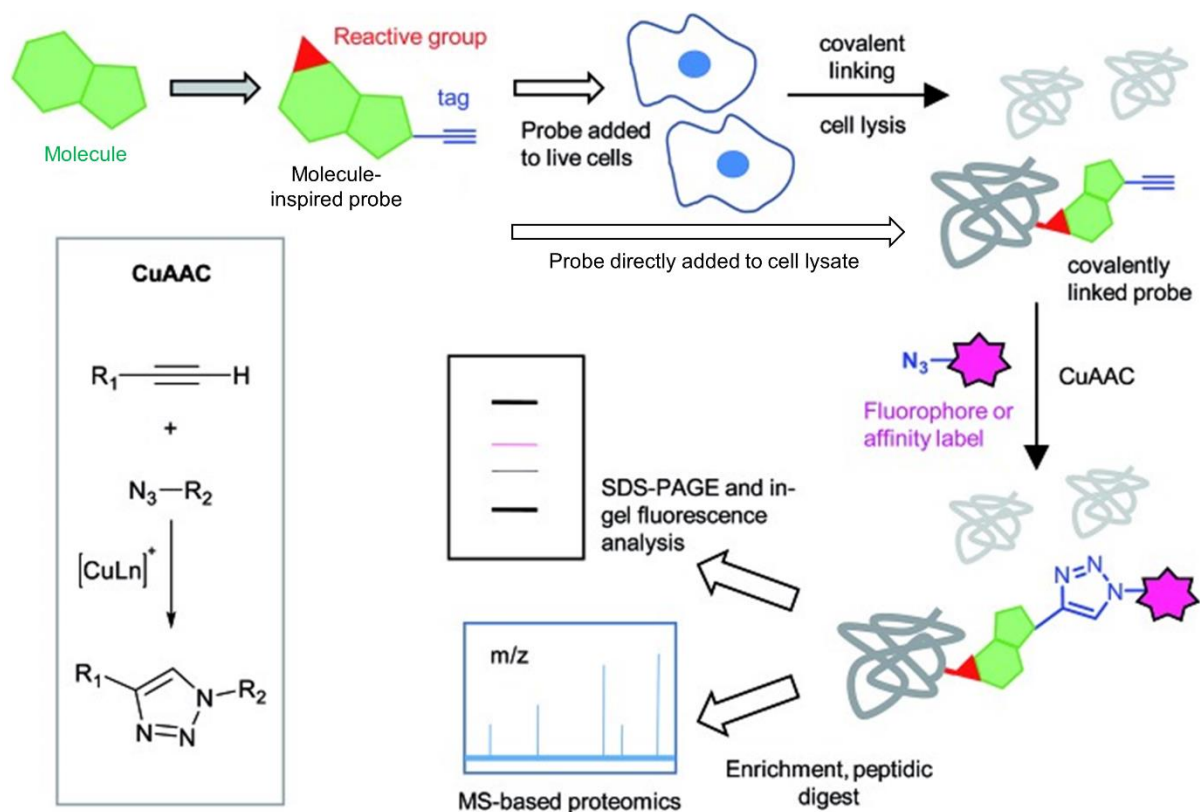 Molecule
Reactive group
tag
Molecule-
inspired probe
Probe added
to live cells
covalent
linking
cell lysis
Probe directly added to cell lysate
covalently
linked probe
N3
Fluorophore or
affinity label
CuAAC
N=N
N
SDS-PAGE and in-
gel fluorescence
analysis
m/z
MS-based proteomics
Enrichment, peptidic
digest
CuAAC
R1 H
+
N3—R2
[CuLn]+
R1
N—R2
N=N